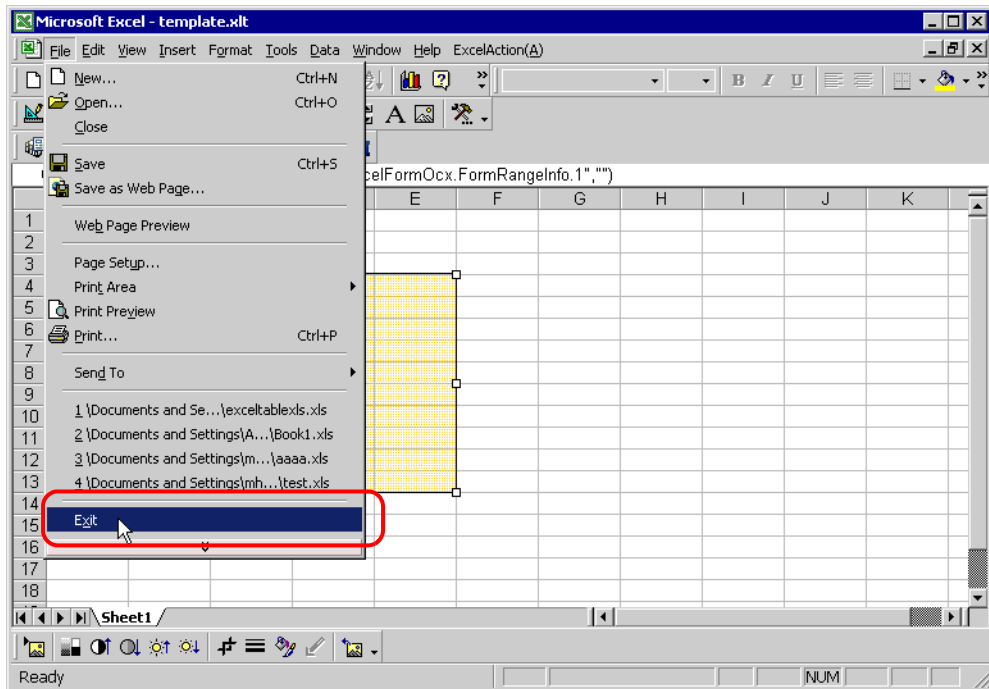 Microsoft Excel - template.xlt
File Edit View Insert Format Tools Data Window Help ExcelAction(A)
B I U
New... Ctrl+N
Open... Ctrl+O
Close
Save Ctrl+S
Save as Web Page...
Web Page Preview
Page Setup...
Print Area
Print Preview
Print... Ctrl+P
Send To
1 \Documents and Se...\exceltablexls.xls
2 \Documents and Settings\A...\Book1.xls
3 \Documents and Settings\m...\aaaa.xls
4 \Documents and Settings\mh...\test.xls
Exit
A
celFormOcx.FormRangeInfo.1","")
E F G H I J K
1
2
3
4
5
6
7
8
9
10
11
12
13
14
15
16
17
18
Sheet1
Ready NUM